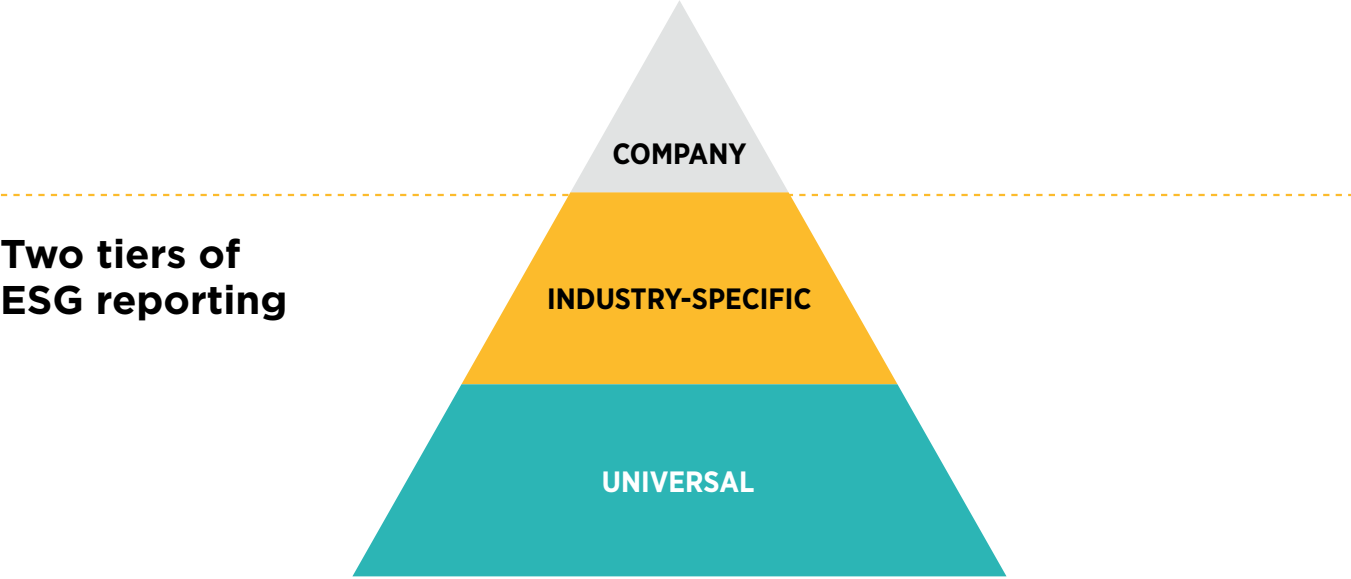 COMPANY
Two tiers of
ESG reporting
INDUSTRY-SPECIFIC
UNIVERSAL